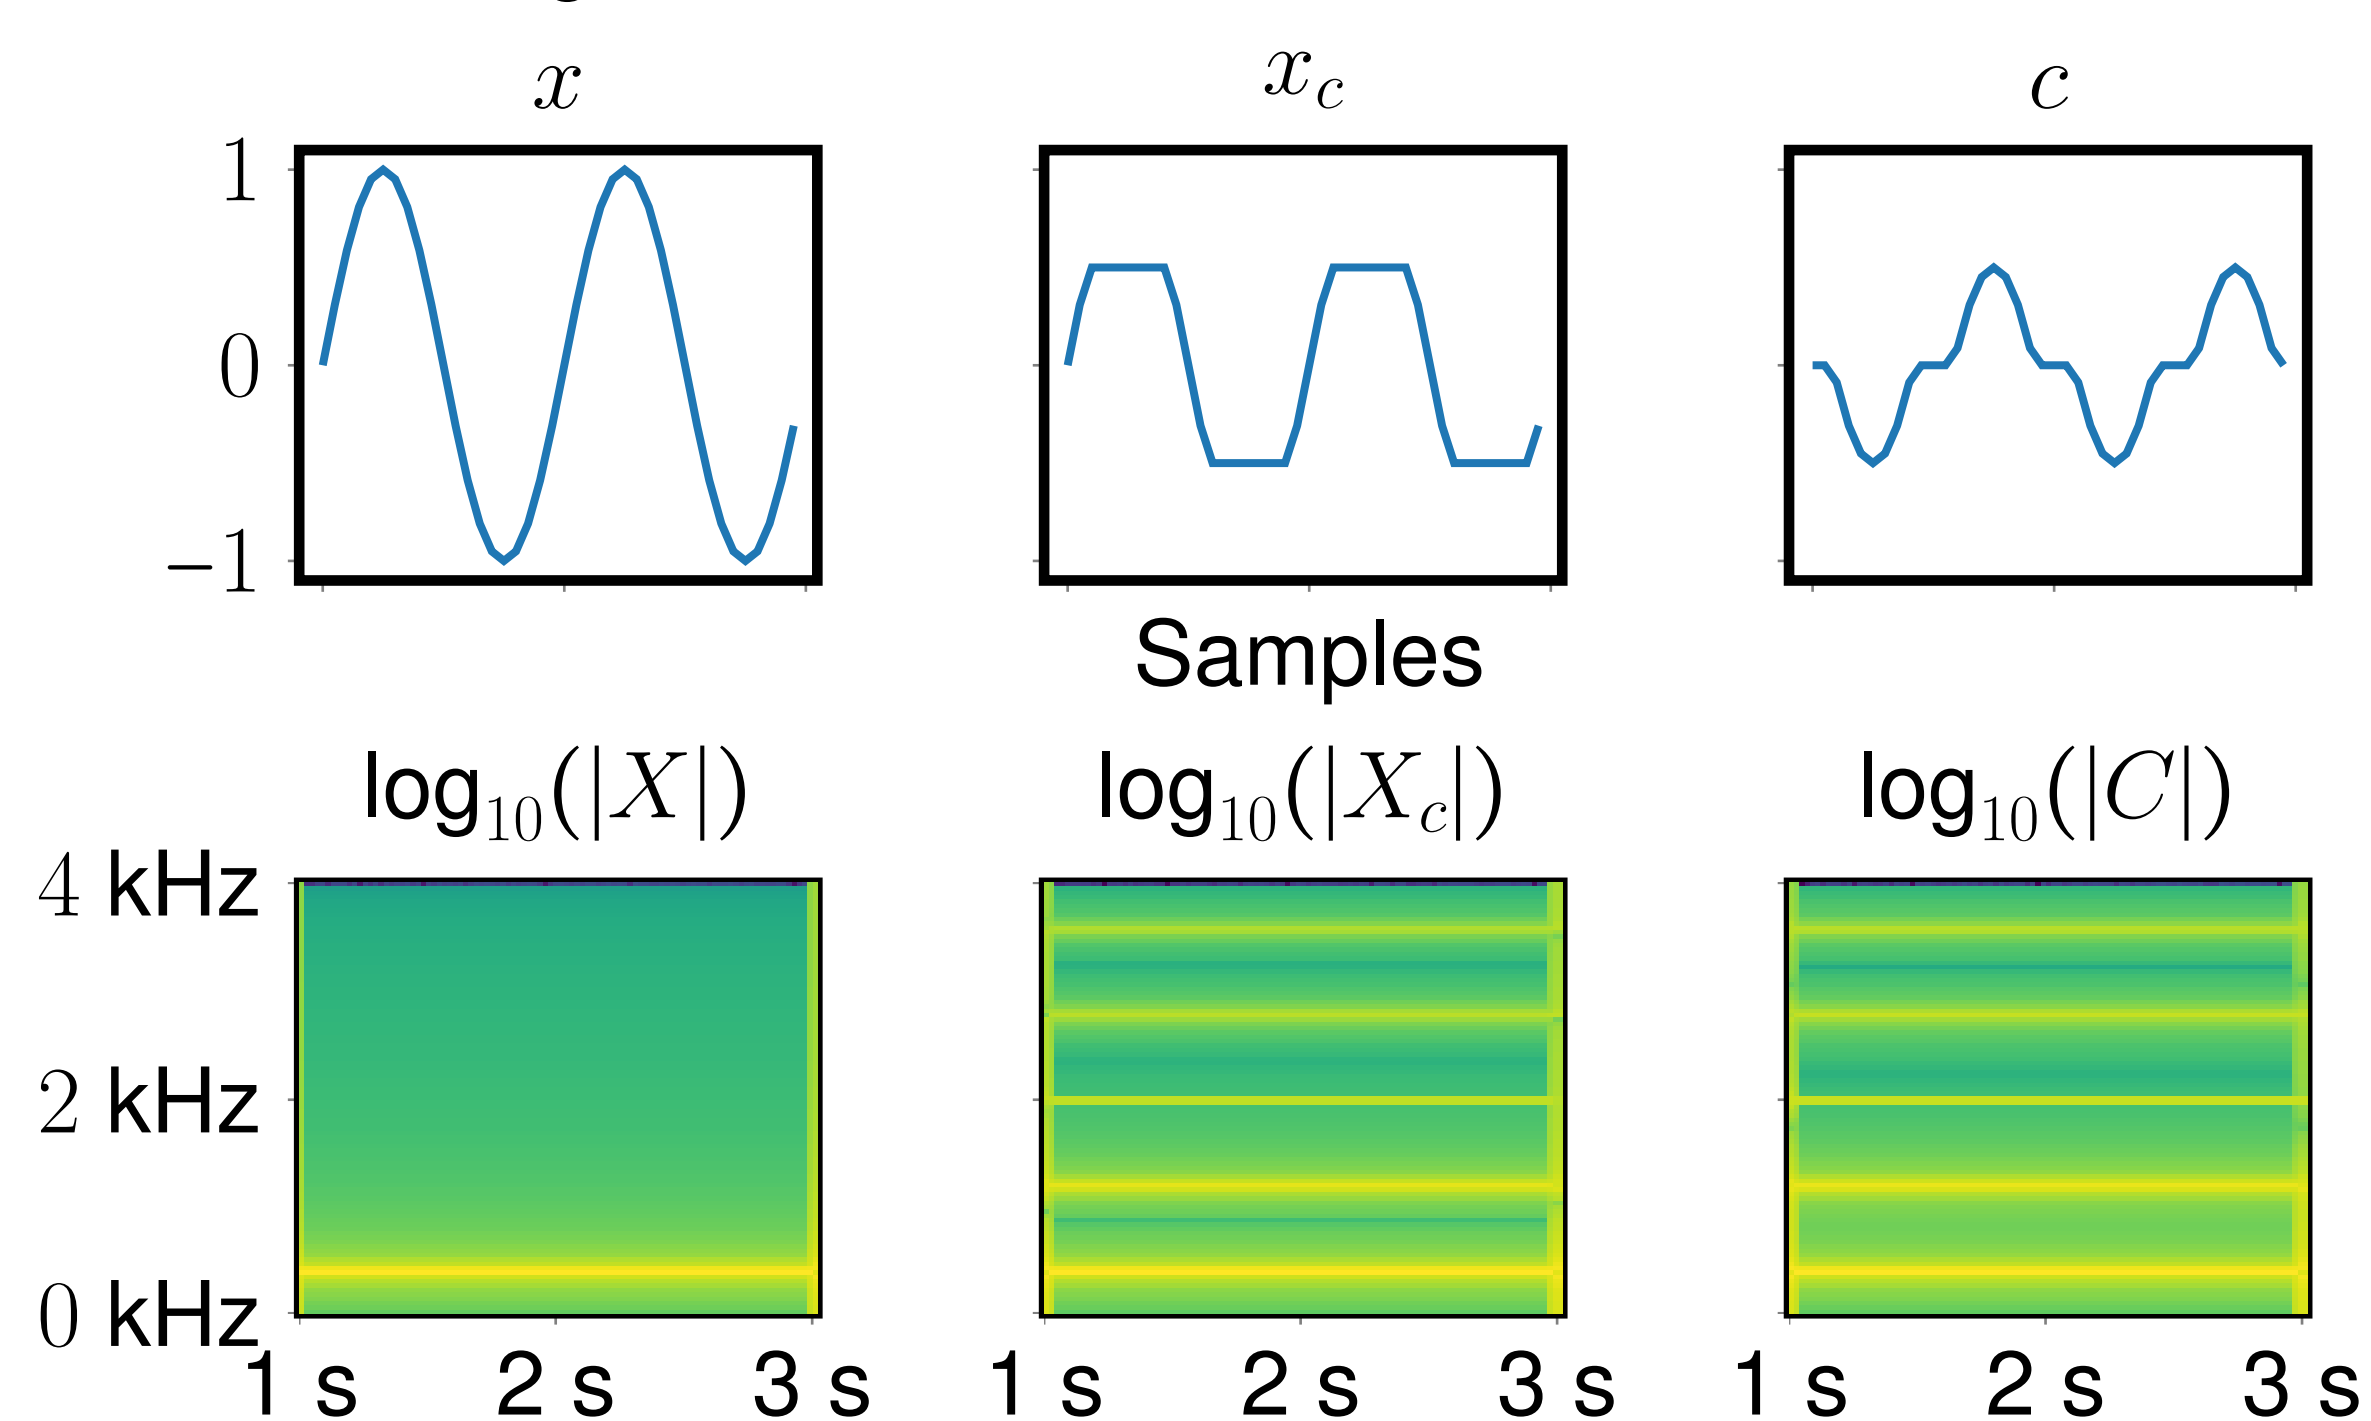 x x_c c
1
0
−1
Samples
log₁₀(|X|) log₁₀(|X_c|) log₁₀(|C|)
4 kHz
2 kHz
0 kHz
1 s 2 s 3 s 1 s 2 s 3 s 1 s 2 s 3 s